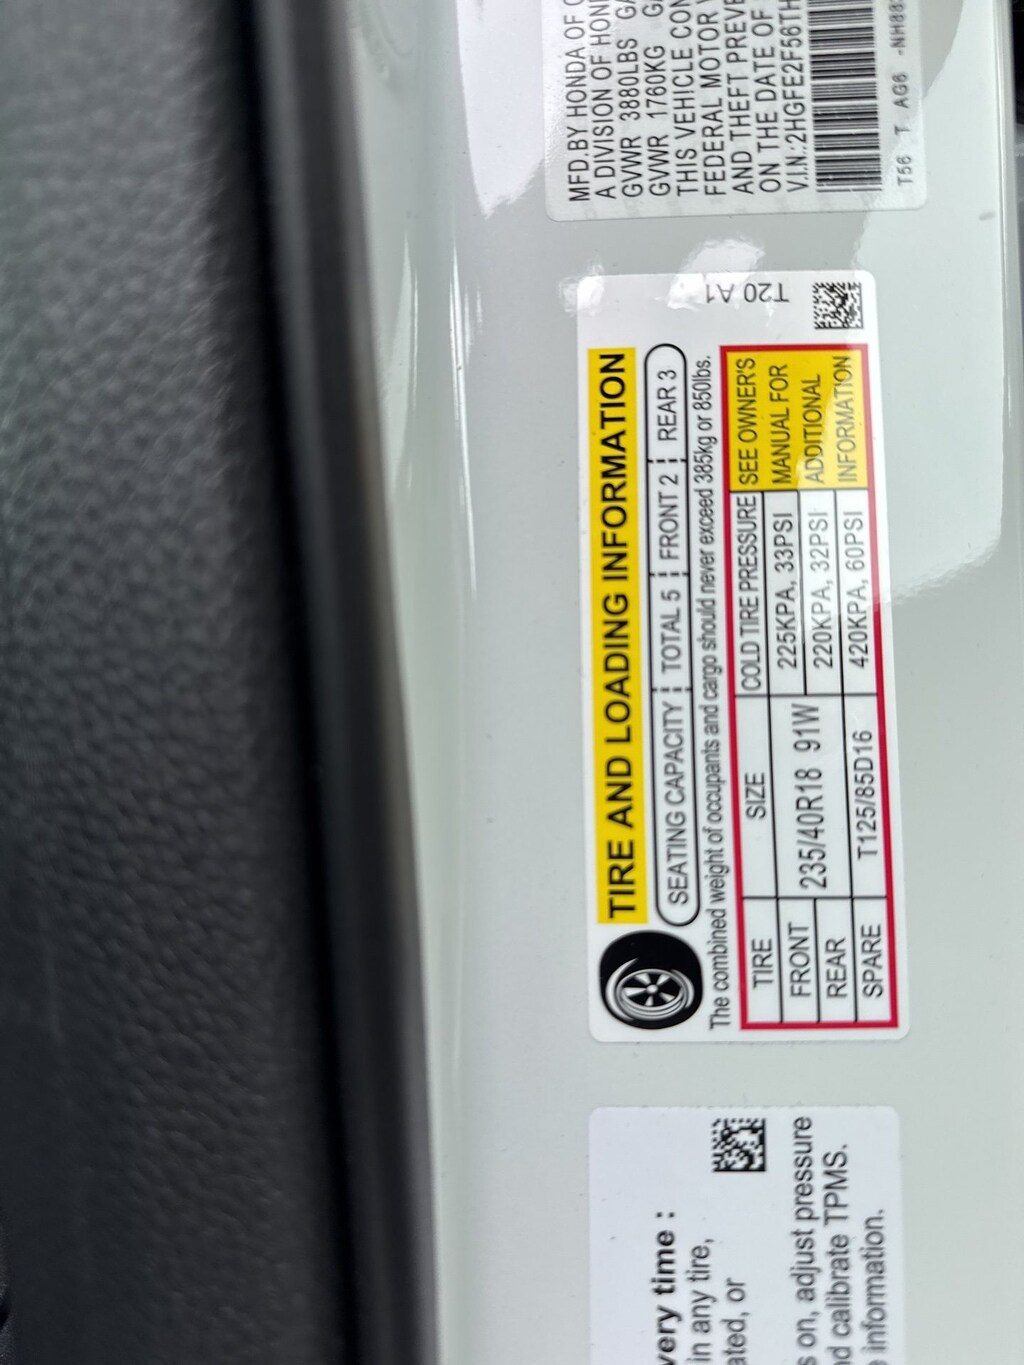 very time :
in any tire,
ated, or
s on, adjust pressure
d calibrate TPMS.
information.
TIRE AND LOADING INFORMATION
SEATING CAPACITY TOTAL 5 FRONT 2 REAR 3
The combined weight of occupants and cargo should never exceed 385kg or 850lbs.
TIRE SIZE COLD TIRE PRESSURE SEE OWNER'S
FRONT 235/40R18 91W 225KPA, 33PSI MANUAL FOR
REAR 220KPA, 32PSI ADDITIONAL
SPARE T125/85D16 420KPA, 60PSI INFORMATION
T20 A1
MFD.BY HONDA OF
A DIVISION OF HON
GVWR 3880LBS GA
GVWR 1760KG GA
THIS VEHICLE CON
FEDERAL MOTOR
AND THEFT PREVE
ON THE DATE OF
V.I.N.:2HGFE2F56TH
T56 T AG6 -NH883